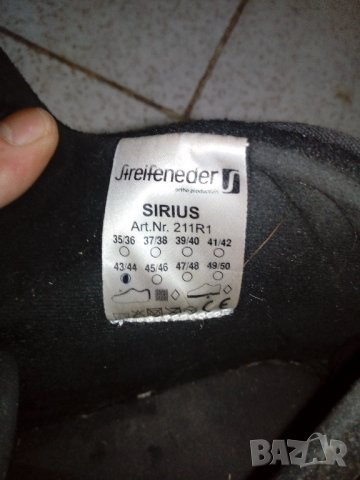 Streifeneder
ortho.production
SIRIUS
Art.Nr. 211R1
35/36 37/38 39/40 41/42
43/44 45/46 47/48 49/50
CE
BAZAR